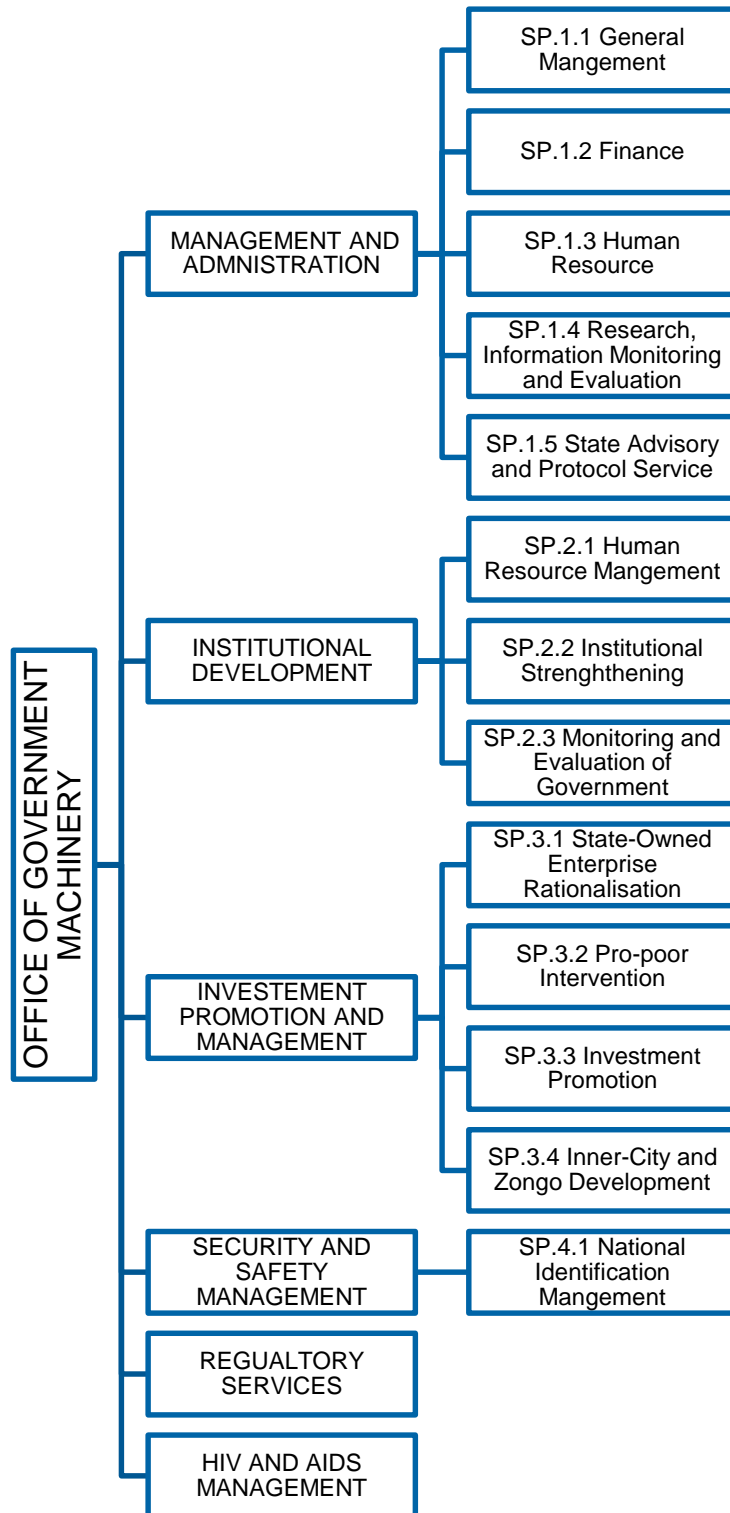 OFFICE OF GOVERNMENT
MACHINERY
MANAGEMENT AND
ADMNISTRATION
SP.1.1 General
Mangement
SP.1.2 Finance
SP.1.3 Human
Resource
SP.1.4 Research,
Information Monitoring
and Evaluation
SP.1.5 State Advisory
and Protocol Service
INSTITUTIONAL
DEVELOPMENT
SP.2.1 Human
Resource Mangement
SP.2.2 Institutional
Strenghthening
SP.2.3 Monitoring and
Evaluation of
Government
INVESTEMENT
PROMOTION AND
MANAGEMENT
SP.3.1 State-Owned
Enterprise
Rationalisation
SP.3.2 Pro-poor
Intervention
SP.3.3 Investment
Promotion
SP.3.4 Inner-City and
Zongo Development
SECURITY AND
SAFETY
MANAGEMENT
SP.4.1 National
Identification
Mangement
REGUALTORY
SERVICES
HIV AND AIDS
MANAGEMENT